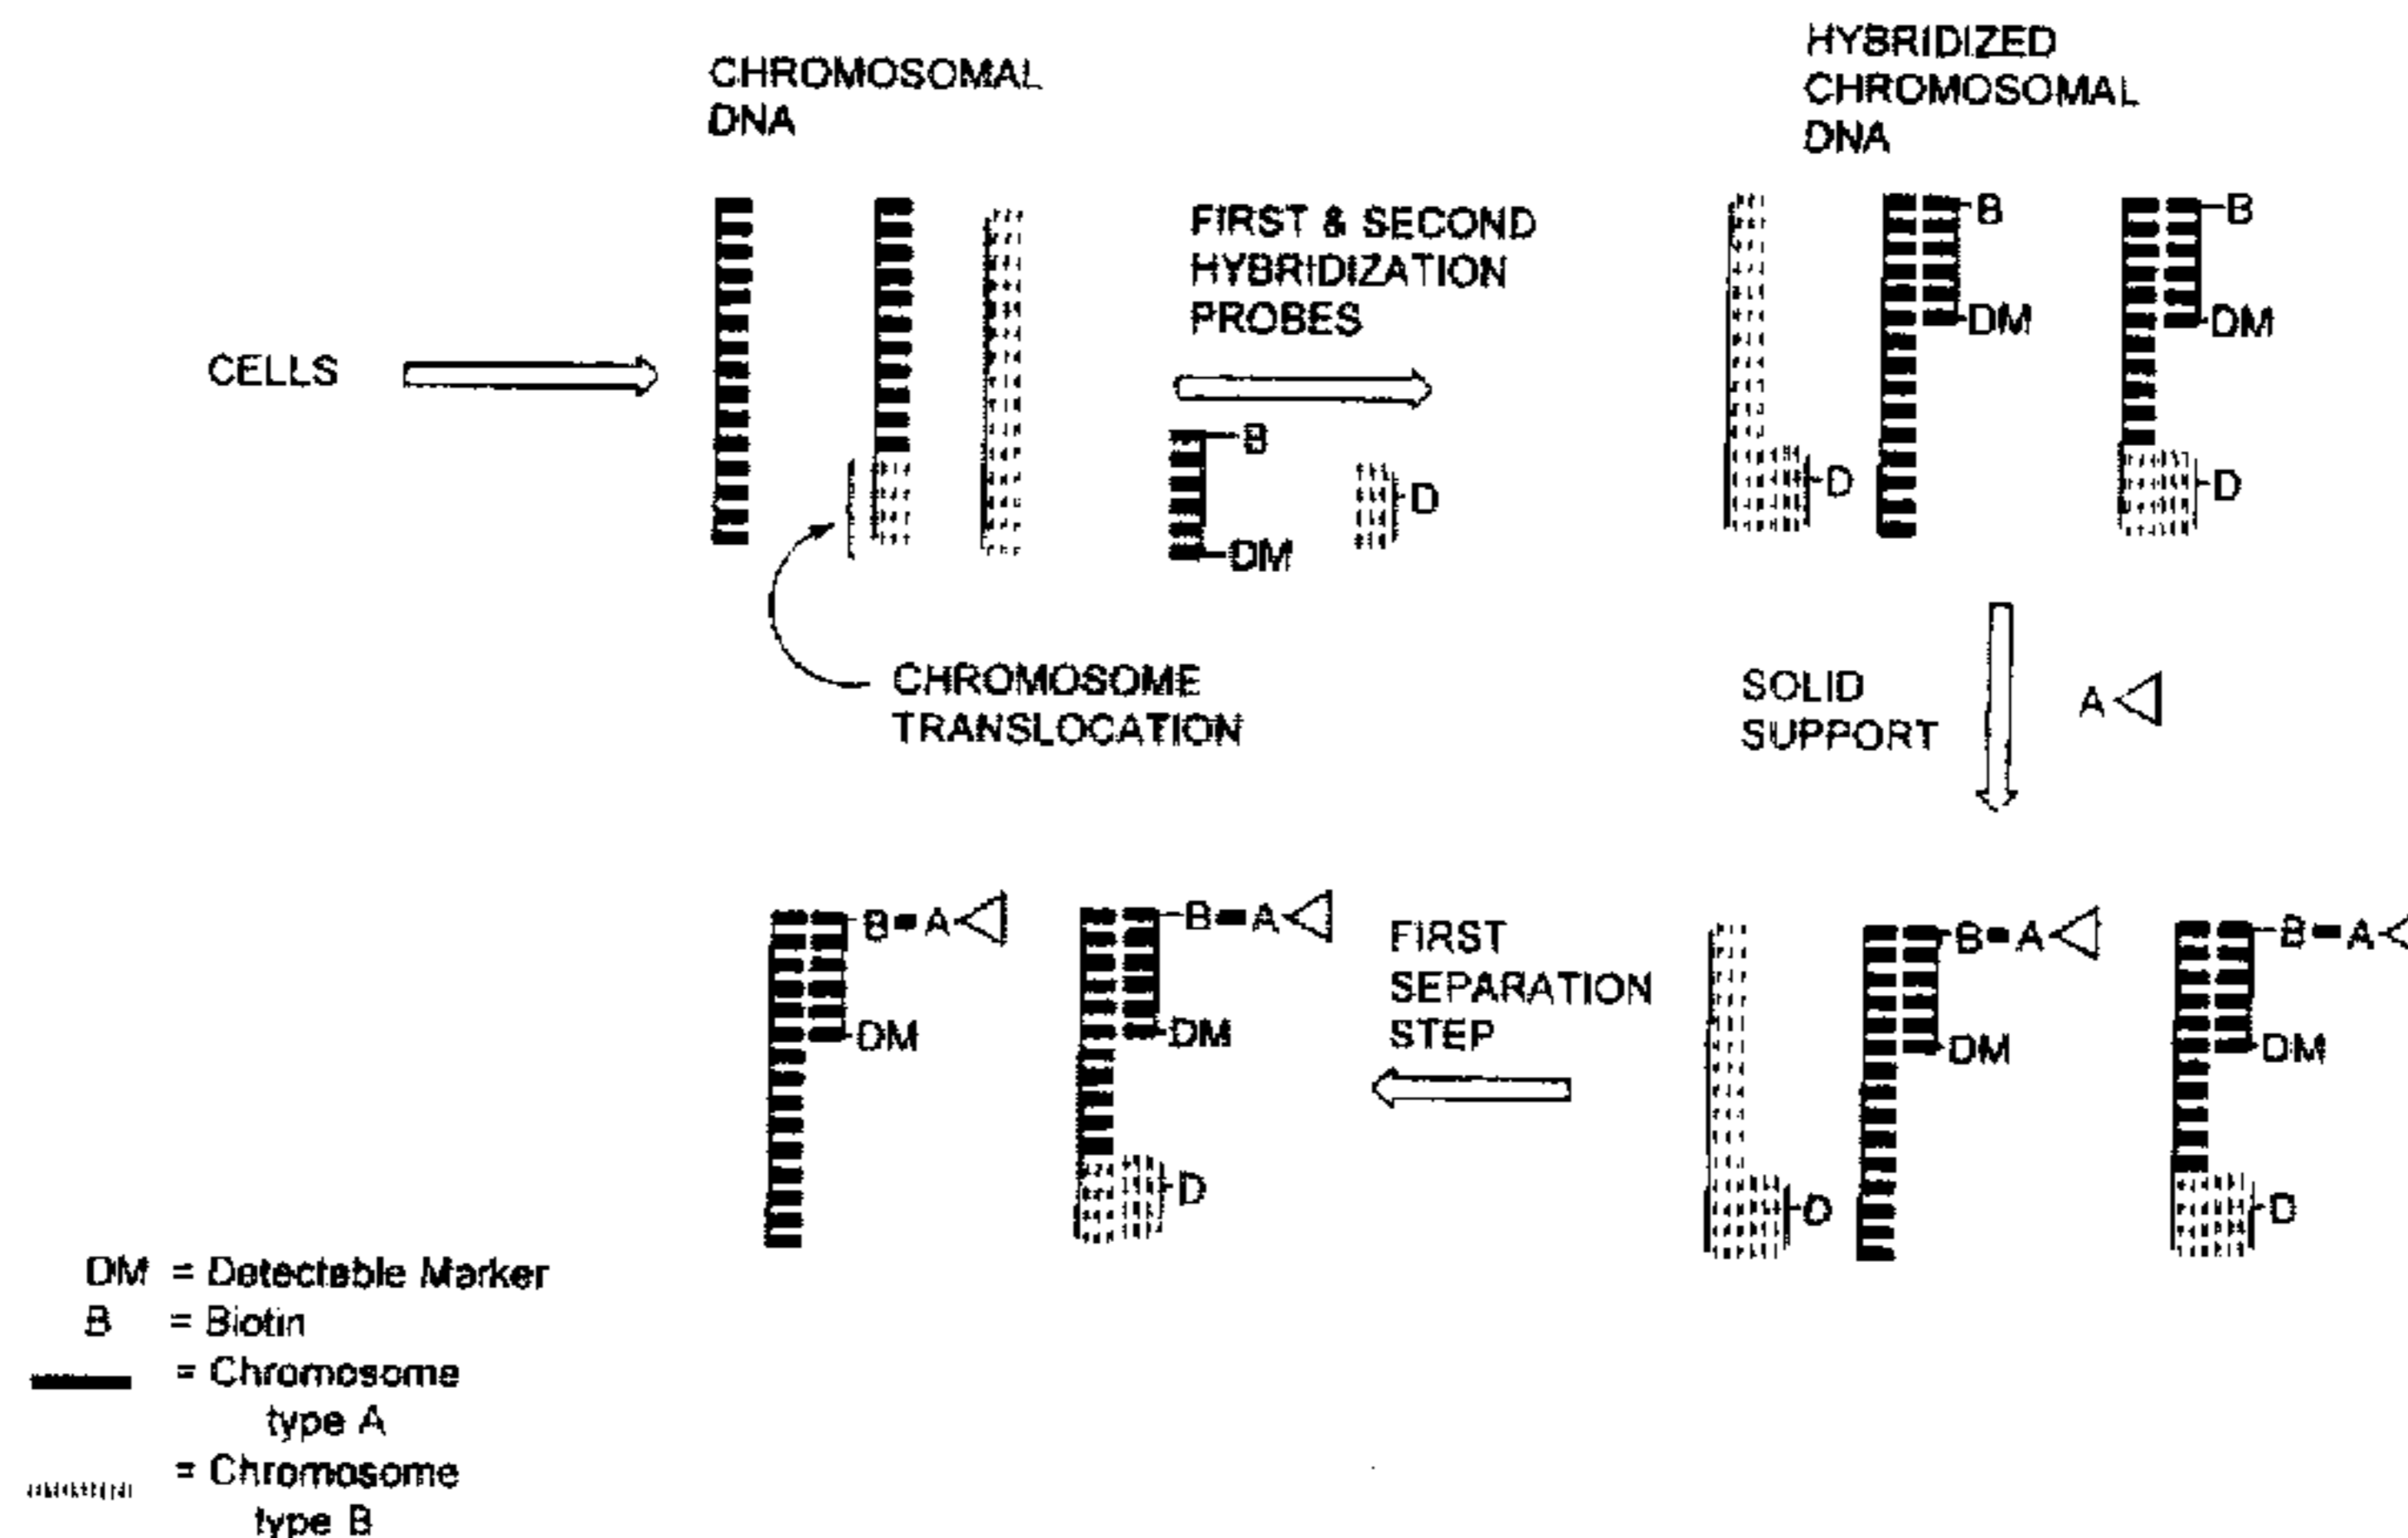 CHROMOSOMAL
DNA
HYBRIDIZED
CHROMOSOMAL
DNA
CELLS
FIRST & SECOND
HYBRIDIZATION
PROBES
B
DM
D
CHROMOSOME
TRANSLOCATION
B
DM
D
B
DM
D
SOLID
SUPPORT
A
B A
DM
B A
DM
D
FIRST
SEPARATION
STEP
B A
DM
D
B A
DM
D
DM = Detectable Marker
B = Biotin
= Chromosome
type A
= Chromosome
type B